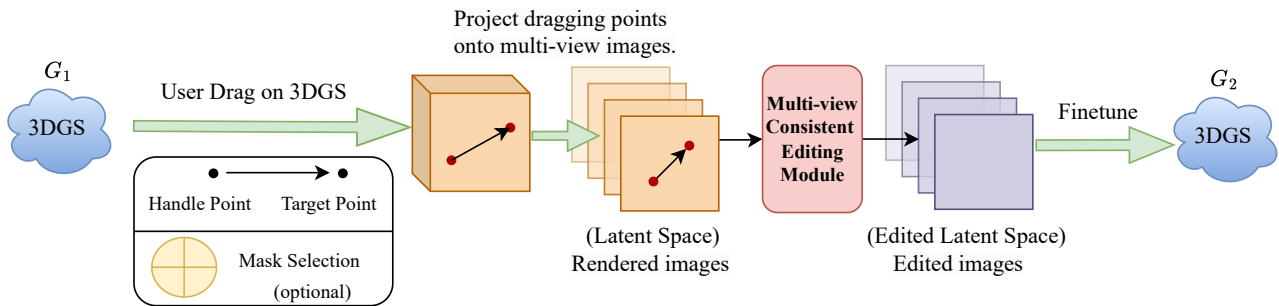 Project dragging points
onto multi-view images.
G₁
3DGS
User Drag on 3DGS
Handle Point
Target Point
Mask Selection
(optional)
(Latent Space)
Rendered images
Multi-view
Consistent
Editing
Module
(Edited Latent Space)
Edited images
Finetune
G₂
3DGS